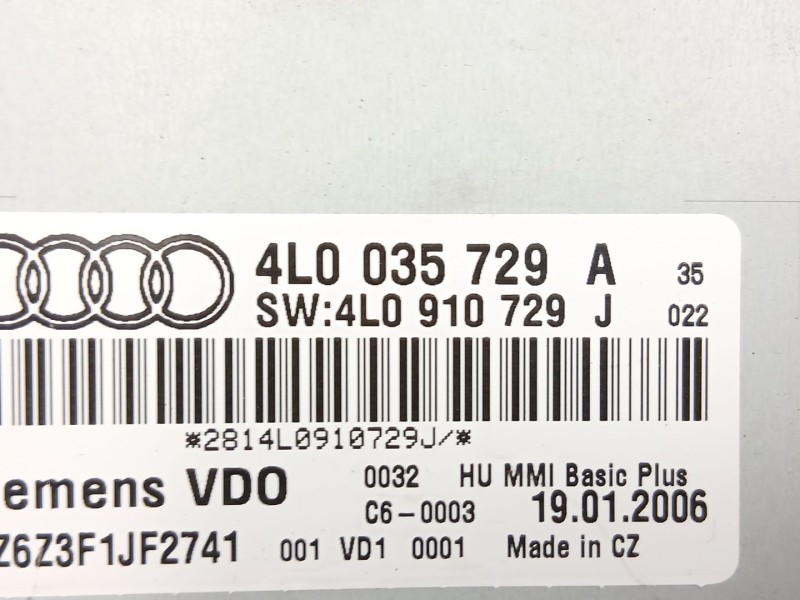 4L0 035 729 A 35
SW:4L0 910 729 J 022
*2814L0910729J/*
emens VDO 0032 HU MMI Basic Plus
C6-0003 19.01.2006
Z6Z3F1JF2741 001 VD1 0001 Made in CZ